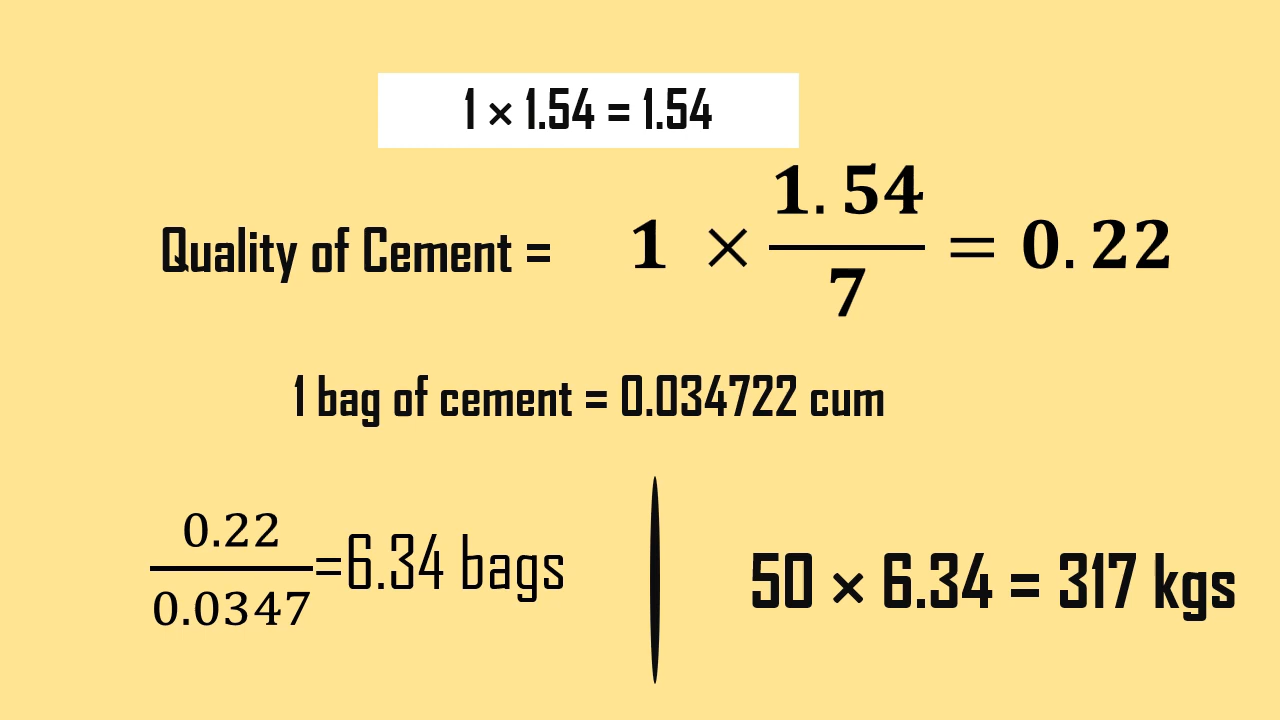 1 × 1.54 = 1.54
Quality of Cement = 1 × 1.54/7 = 0.22
1 bag of cement = 0.034722 cum
0.22/0.0347 =6.34 bags
50 × 6.34 = 317 kgs